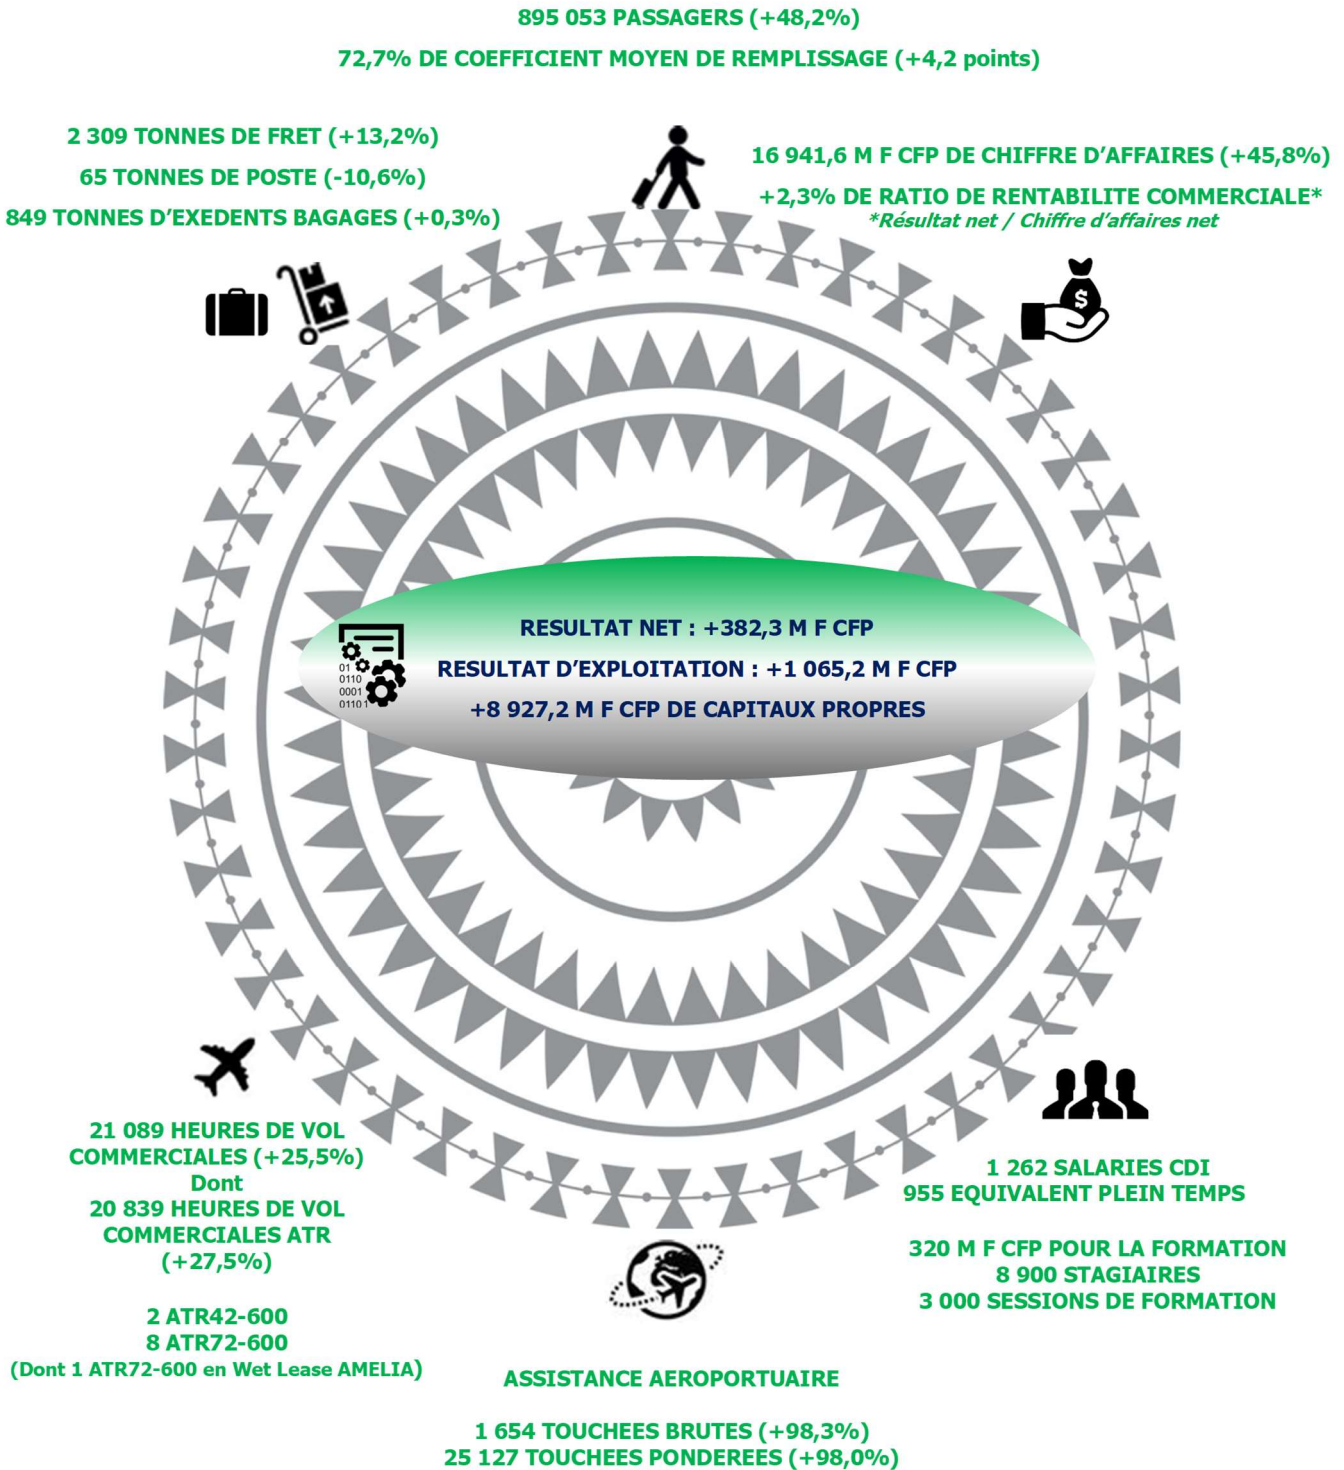 895 053 PASSAGERS (+48,2%)
72,7% DE COEFFICIENT MOYEN DE REMPLISSAGE (+4,2 points)
2 309 TONNES DE FRET (+13,2%)
65 TONNES DE POSTE (-10,6%)
849 TONNES D’EXEDENTS BAGAGES (+0,3%)
16 941,6 M F CFP DE CHIFFRE D’AFFAIRES (+45,8%)
+2,3% DE RATIO DE RENTABILITE COMMERCIALE*
*Résultat net / Chiffre d’affaires net
$
RESULTAT NET : +382,3 M F CFP
RESULTAT D’EXPLOITATION : +1 065,2 M F CFP
+8 927,2 M F CFP DE CAPITAUX PROPRES
01
0110
0001
0110 1
21 089 HEURES DE VOL
COMMERCIALES (+25,5%)
Dont
20 839 HEURES DE VOL
COMMERCIALES ATR
(+27,5%)
2 ATR42-600
8 ATR72-600
(Dont 1 ATR72-600 en Wet Lease AMELIA)
1 262 SALARIES CDI
955 EQUIVALENT PLEIN TEMPS
320 M F CFP POUR LA FORMATION
8 900 STAGIAIRES
3 000 SESSIONS DE FORMATION
ASSISTANCE AEROPORTUAIRE
1 654 TOUCHEES BRUTES (+98,3%)
25 127 TOUCHEES PONDEREES (+98,0%)